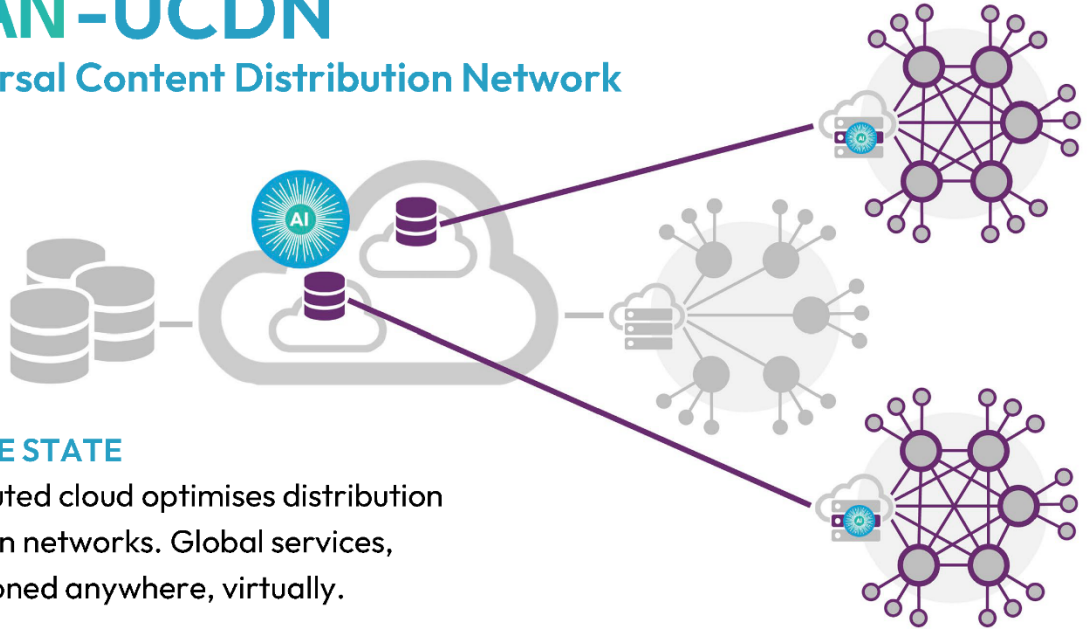 AN-UCDN
ersal Content Distribution Network
AI
AI
AI
E STATE
uted cloud optimises distribution
n networks. Global services,
oned anywhere, virtually.